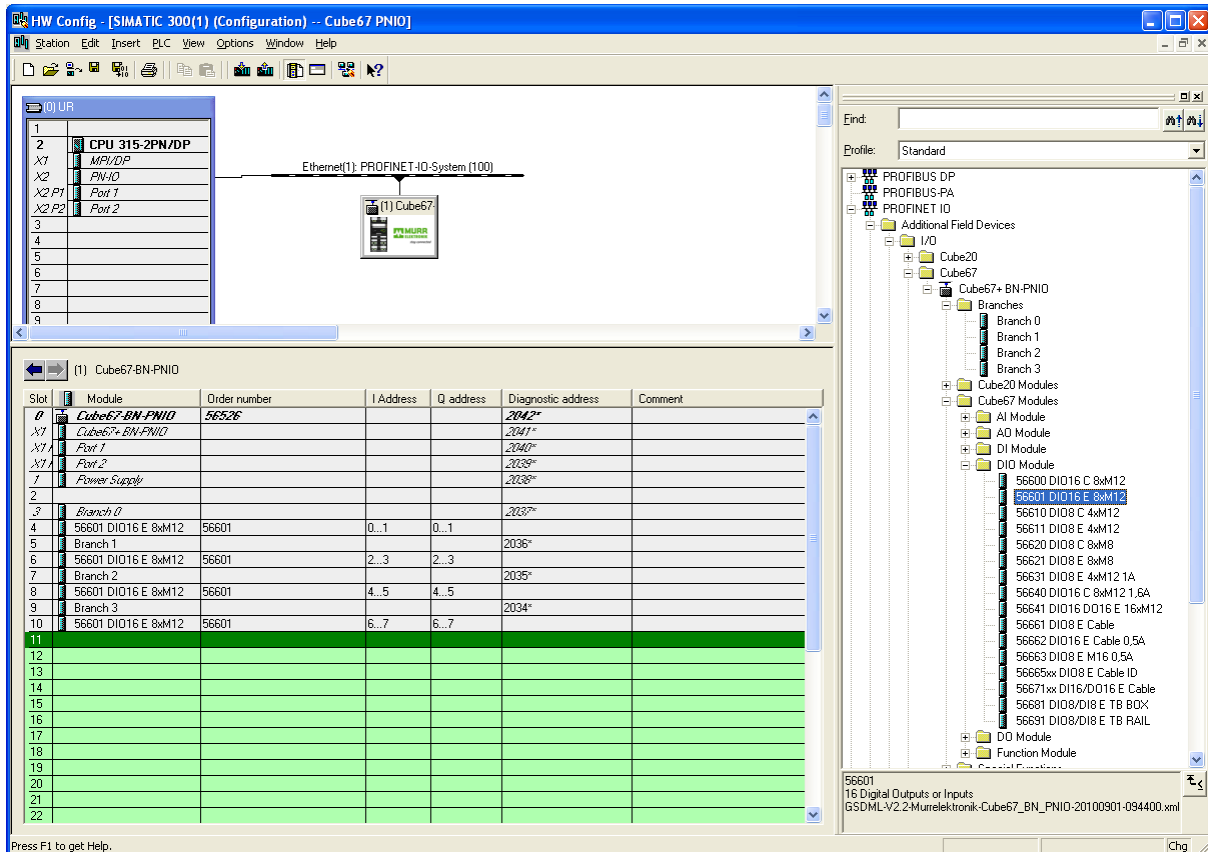 HW Config - [SIMATIC 300(1) (Configuration) -- Cube67 PNIO]
Station Edit Insert PLC View Options Window Help
(0) UR
1
2 CPU 315-2PN/DP
X1 MPI/DP
X2 PN-IO
X2 P1 Port 1
X2 P2 Port 2
3
4
5
6
7
8
9
Ethernet(1): PROFINET-IO-System (100)
(1) Cube67-
MURR
ELEKTRONIK
stay connected
(1) Cube67-BN-PNIO
Slot Module Order number I Address Q address Diagnostic address Comment
0 Cube67-BN-PNIO 56526 2042*
X1 Cube67+ BN-PNIO 2041*
X1 Port 1 2040*
X1 Port 2 2039*
1 Power Supply 2038*
2
3 Branch 0 2037*
4 56601 DIO16 E 8xM12 56601 0...1 0...1
5 Branch 1 2036*
6 56601 DIO16 E 8xM12 56601 2...3 2...3
7 Branch 2 2035*
8 56601 DIO16 E 8xM12 56601 4...5 4...5
9 Branch 3 2034*
10 56601 DIO16 E 8xM12 56601 6...7 6...7
11
12
13
14
15
16
17
18
19
20
21
22
Find:
Profile: Standard
PROFIBUS DP
PROFIBUS-PA
PROFINET IO
Additional Field Devices
I/O
Cube20
Cube67
Cube67+ BN-PNIO
Branches
Branch 0
Branch 1
Branch 2
Branch 3
Cube20 Modules
Cube67 Modules
AI Module
AO Module
DI Module
DIO Module
56600 DIO16 C 8xM12
56601 DIO16 E 8xM12
56610 DIO8 C 4xM12
56611 DIO8 E 4xM12
56620 DIO8 C 8xM8
56621 DIO8 E 8xM8
56631 DIO8 E 4xM12 1A
56640 DIO16 C 8xM12 1,6A
56641 DIO16 DO16 E 16xM12
56661 DIO8 E Cable
56662 DIO16 E Cable 0,5A
56663 DIO8 E M16 0,5A
56665xx DIO8 E Cable ID
56671xx DI16/DO16 E Cable
56681 DIO8/DI8 E TB BOX
56691 DIO8/DI8 E TB RAIL
DO Module
Function Module
Special Functions
56601
16 Digital Outputs or Inputs
GSDML-V2.2-Murrelektronik-Cube67_BN_PNIO-20100901-094400.xml
Press F1 to get Help.
Chg